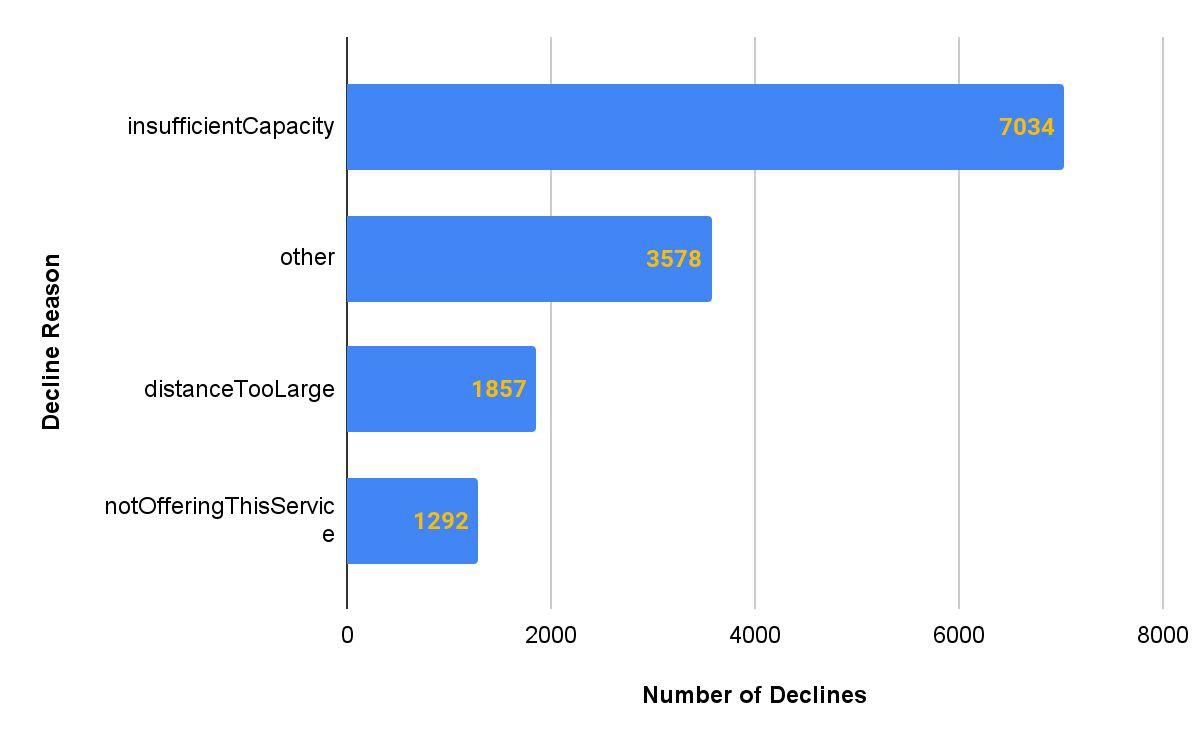 insufficientCapacity
7034
other
3578
distanceTooLarge
1857
notOfferingThisServic
e
1292
Decline Reason
0
2000
4000
6000
8000
Number of Declines